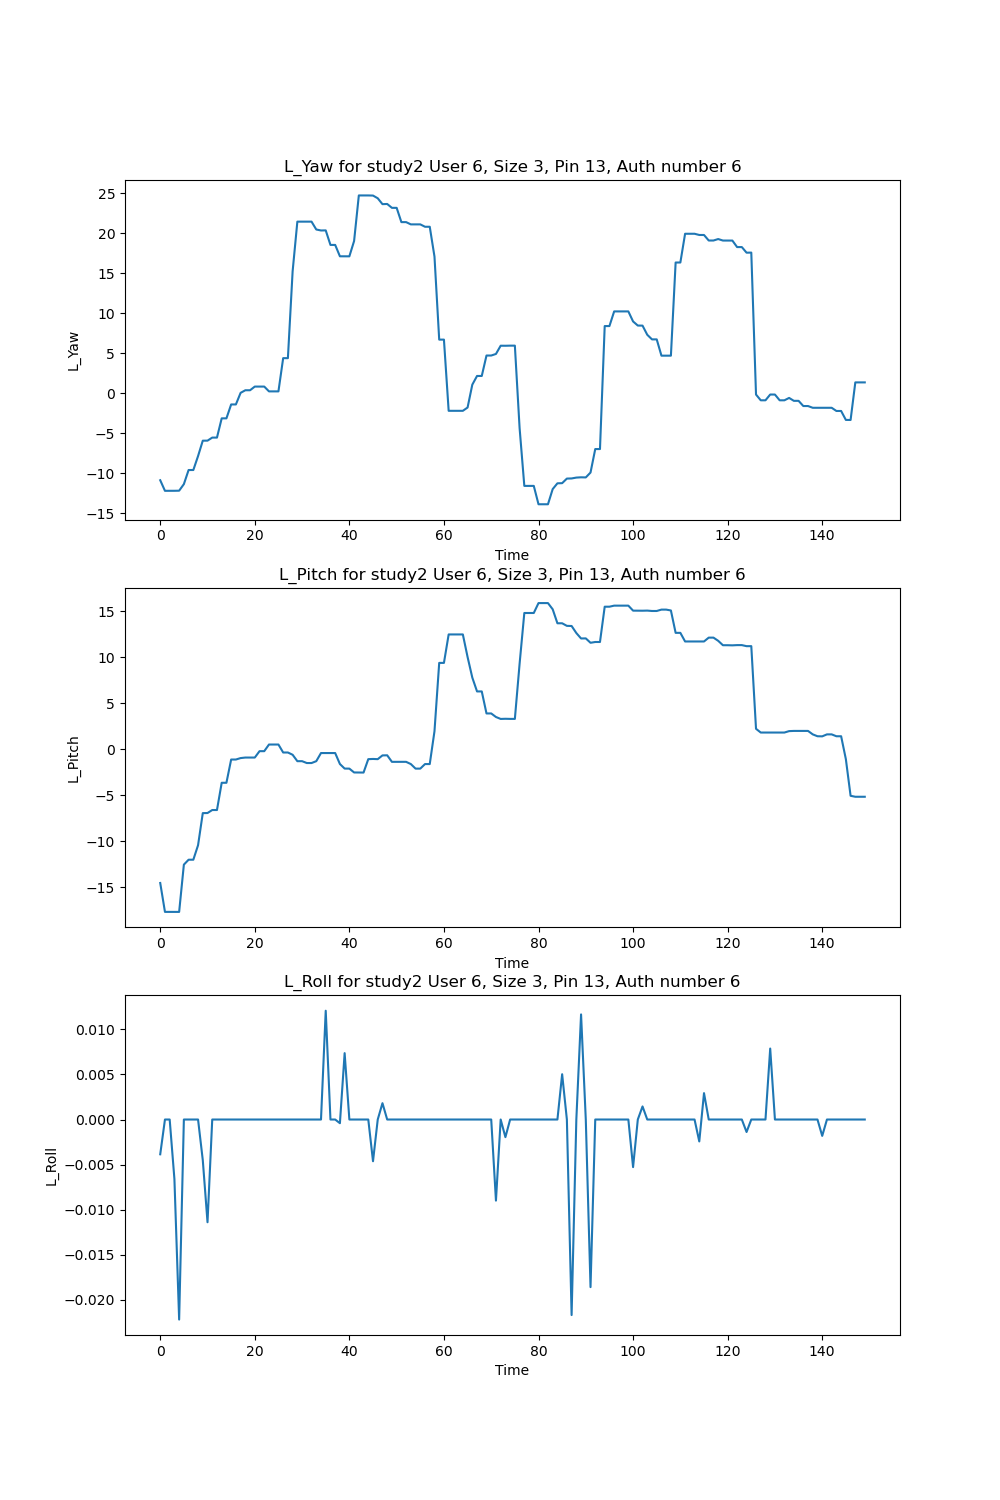 L_Yaw for study2 User 6, Size 3, Pin 13, Auth number 6
25
20
15
10
5
0
−5
−10
−15
L_Yaw
0 20 40 60 80 100 120 140
Time
L_Pitch for study2 User 6, Size 3, Pin 13, Auth number 6
15
10
5
0
−5
−10
−15
L_Pitch
0 20 40 60 80 100 120 140
Time
L_Roll for study2 User 6, Size 3, Pin 13, Auth number 6
0.010
0.005
0.000
−0.005
−0.010
−0.015
−0.020
L_Roll
0 20 40 60 80 100 120 140
Time